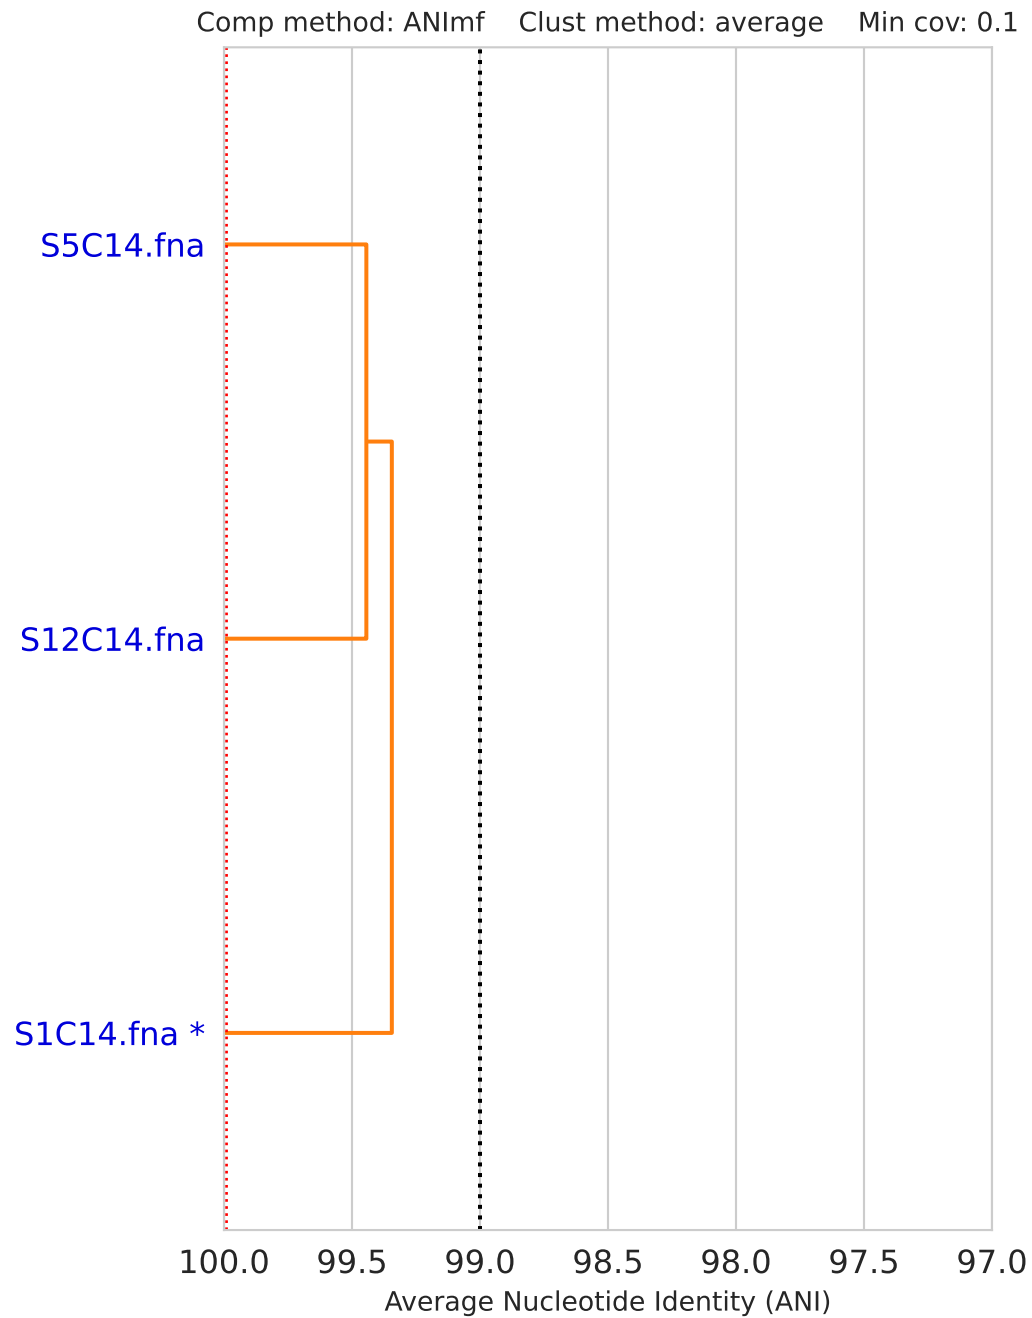 Comp method: ANImf    Clust method: average    Min cov: 0.1
S5C14.fna
S12C14.fna
S1C14.fna *
100.0 99.5 99.0 98.5 98.0 97.5 97.0
Average Nucleotide Identity (ANI)